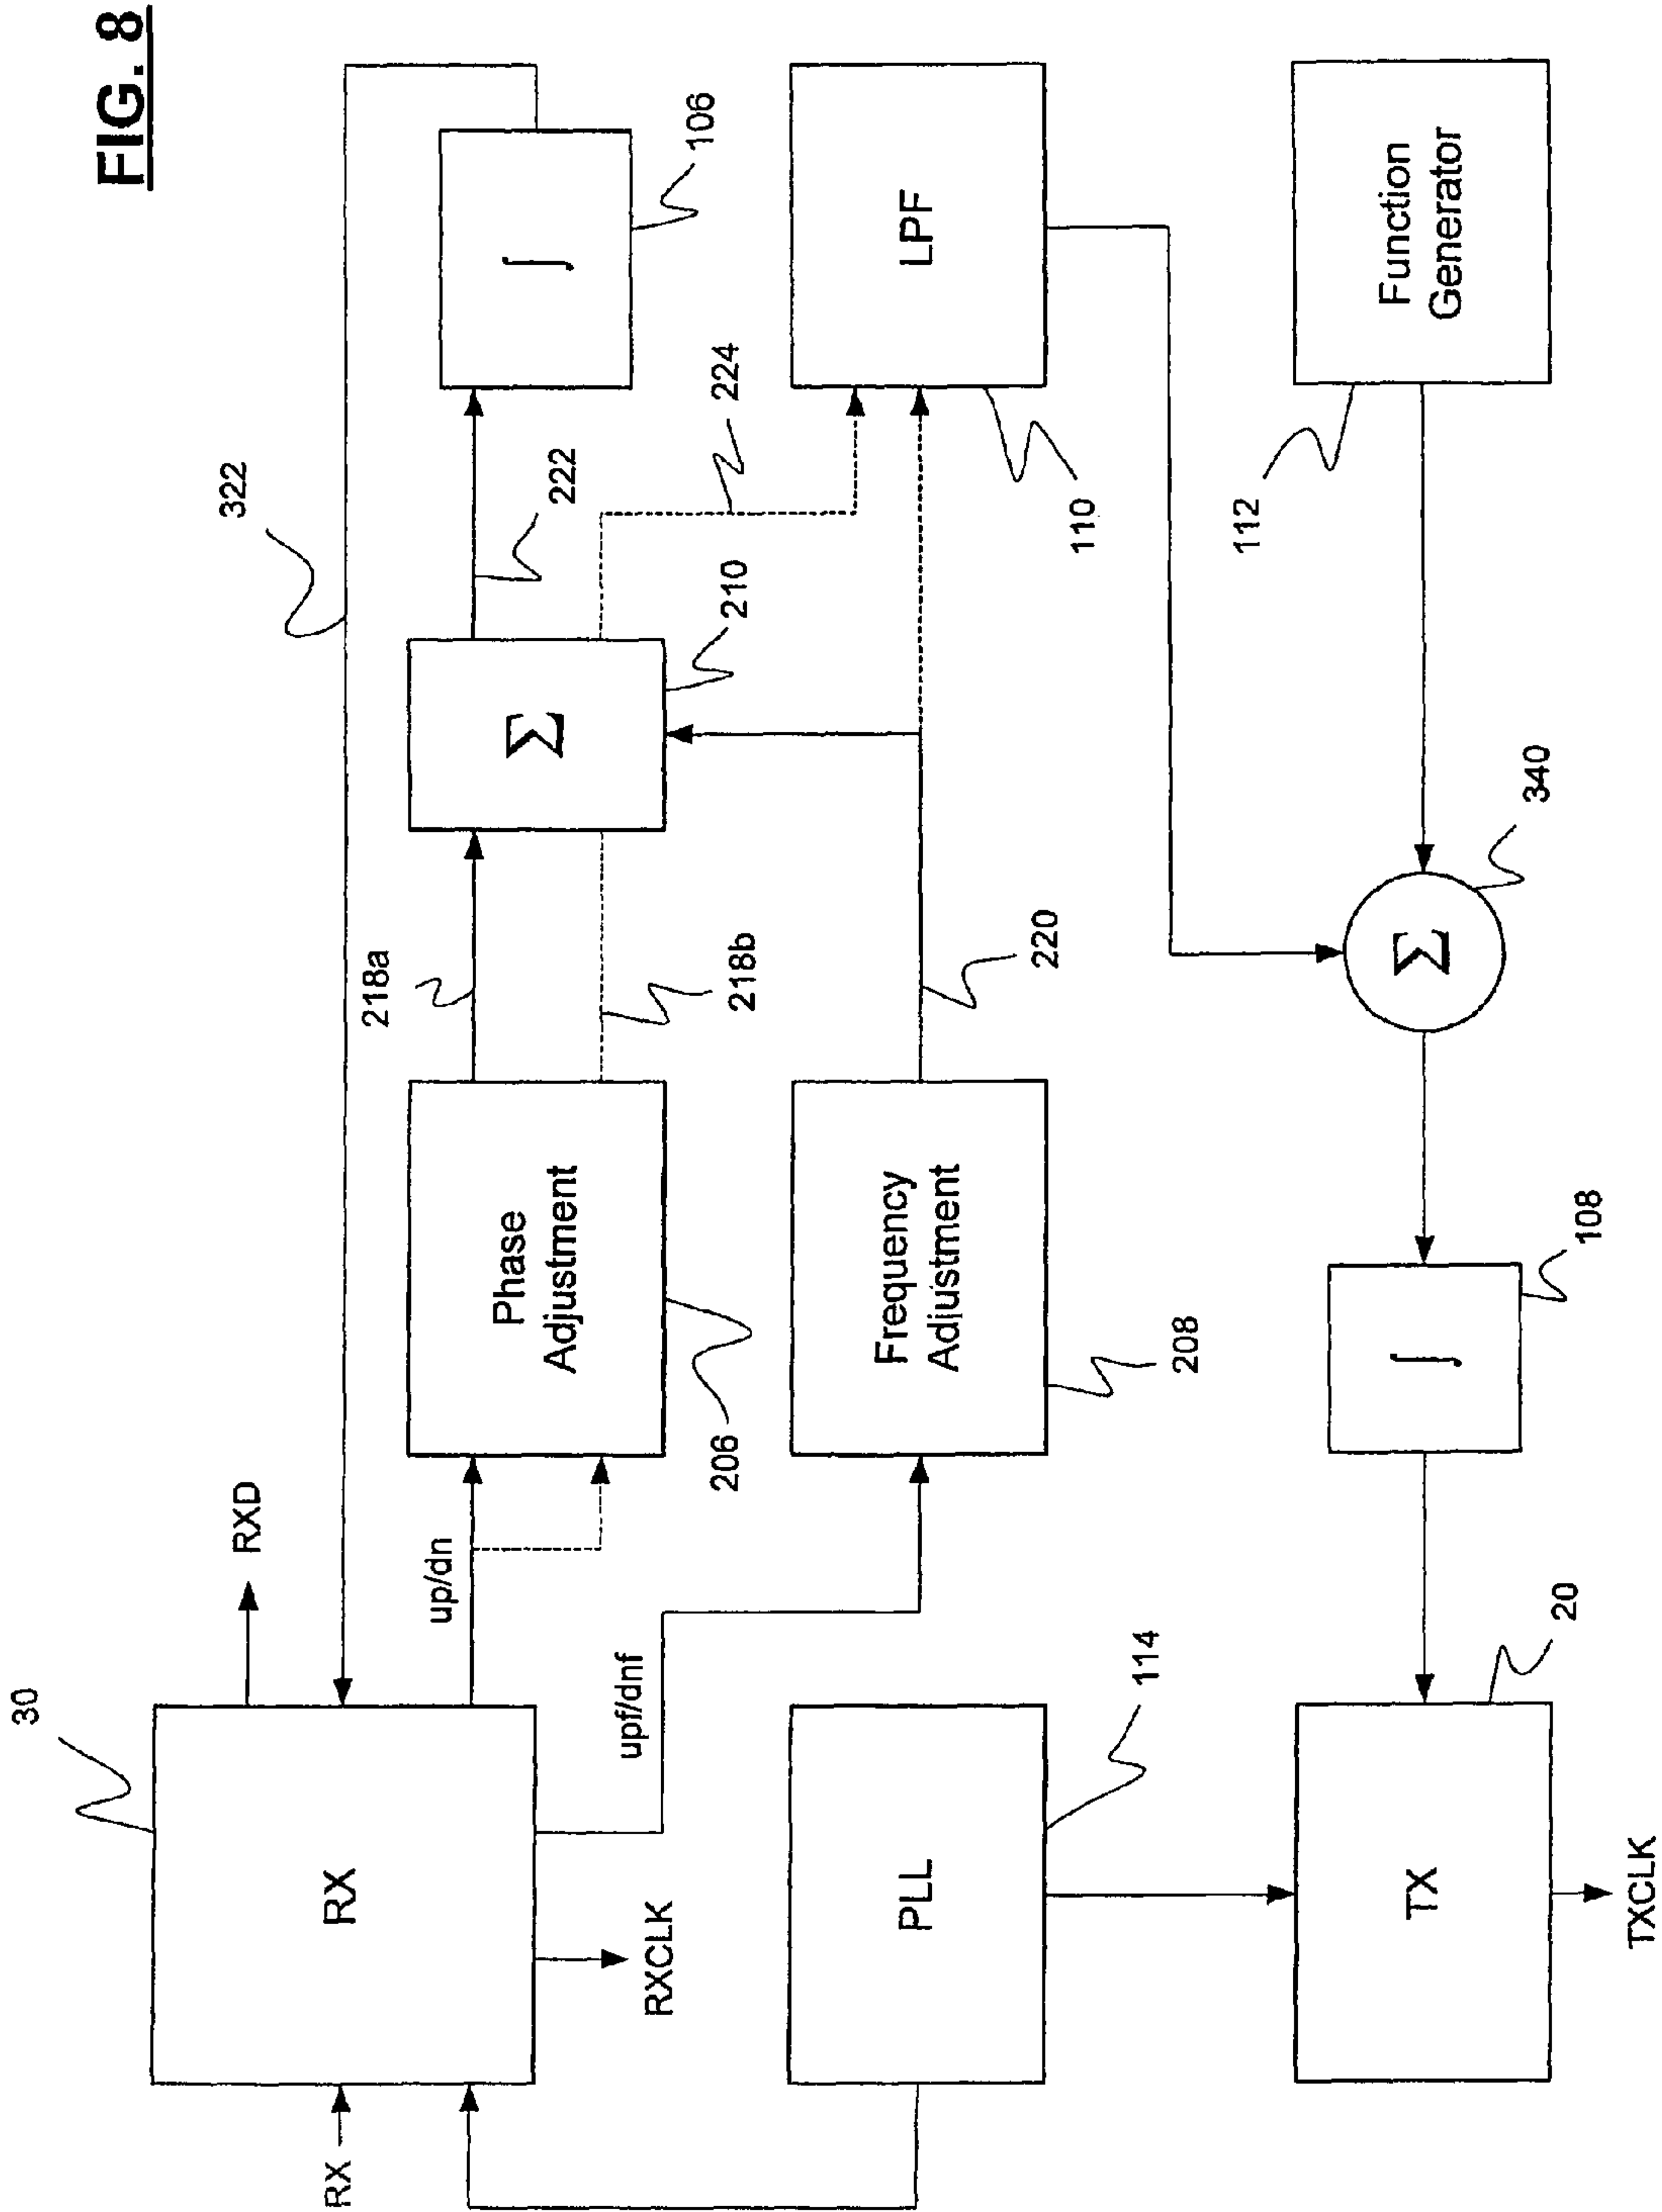 FIG. 8
30
RX
RX
RXD
RXCLK
up/dn
upf/dnf
322
Phase
Adjustment
206
218a
218b
Σ
210
222
224
∫
106
PLL
114
Frequency
Adjustment
208
220
LPF
110
TX
20
TXCLK
∫
108
Σ
340
Function
Generator
112